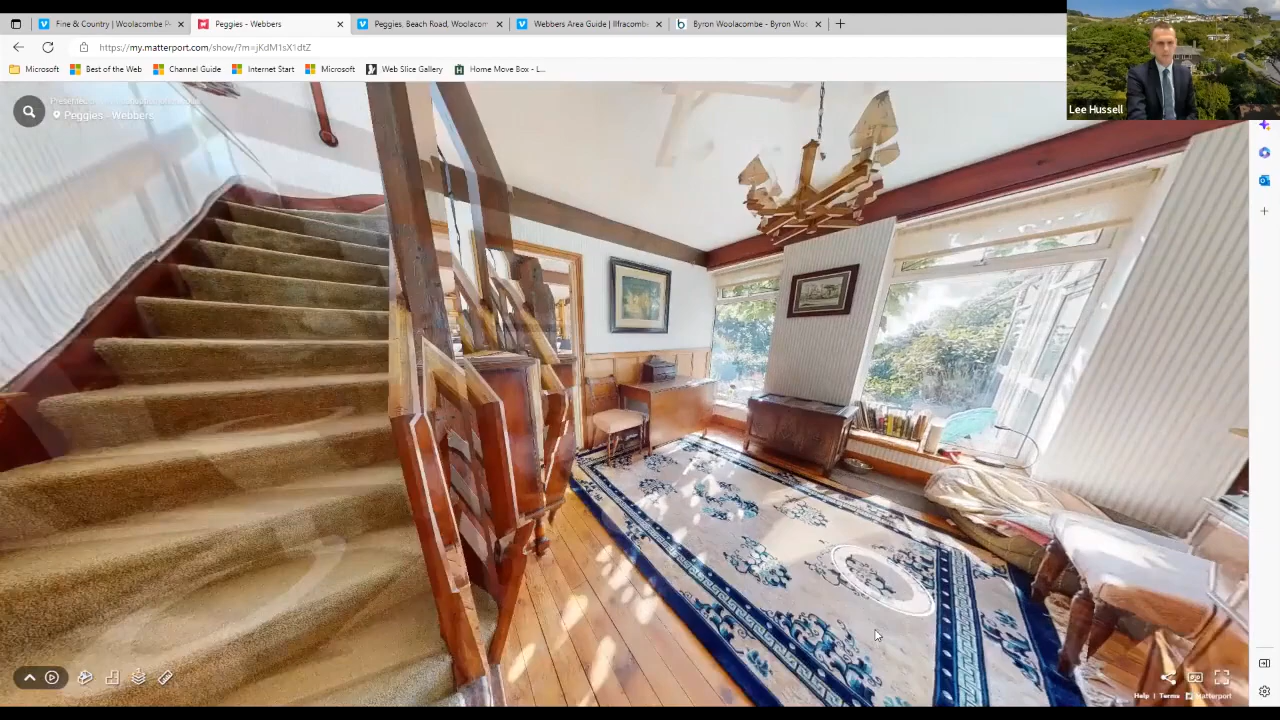 Fine & Country | Woolacombe P
Peggies - Webbers
Peggies, Beach Road, Woolacom
Webbers Area Guide | Ilfracomb
Byron Woolacombe - Byron Woo
https://my.matterport.com/show/?m=jKdM1sX1dtZ
Microsoft
Best of the Web
Channel Guide
Internet Start
Microsoft
Web Slice Gallery
Home Move Box - L...
Lee Hussell
Peggies - Webbers
Help | Terms
Matterport